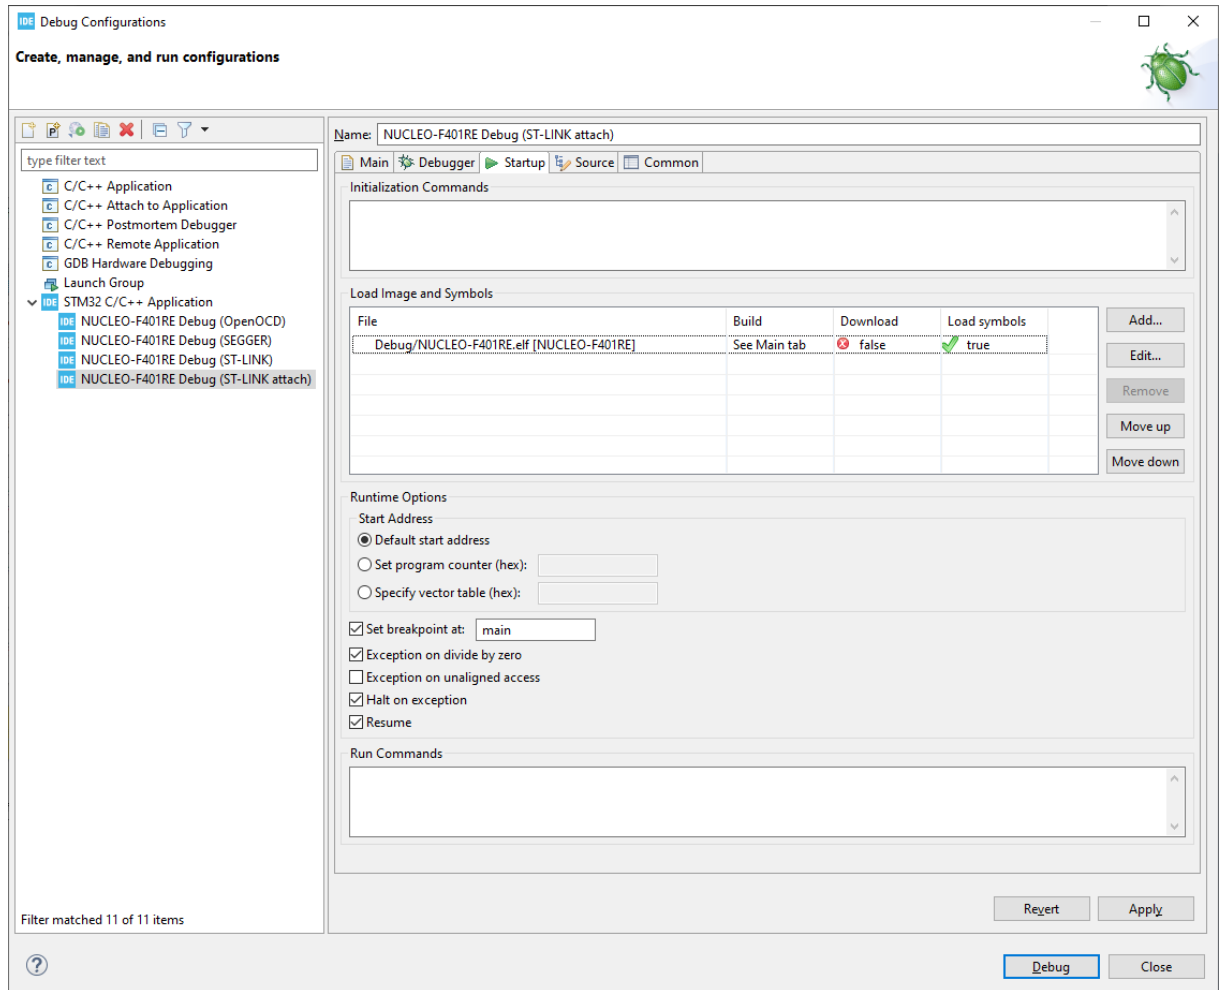 IDE Debug Configurations
Create, manage, and run configurations
type filter text
C/C++ Application
C/C++ Attach to Application
C/C++ Postmortem Debugger
C/C++ Remote Application
GDB Hardware Debugging
Launch Group
IDE STM32 C/C++ Application
IDE NUCLEO-F401RE Debug (OpenOCD)
IDE NUCLEO-F401RE Debug (SEGGER)
IDE NUCLEO-F401RE Debug (ST-LINK)
IDE NUCLEO-F401RE Debug (ST-LINK attach)
Filter matched 11 of 11 items
Name: NUCLEO-F401RE Debug (ST-LINK attach)
Main Debugger Startup Source Common
Initialization Commands
Load Image and Symbols
File Build Download Load symbols
Debug/NUCLEO-F401RE.elf [NUCLEO-F401RE] See Main tab false true
Add...
Edit...
Remove
Move up
Move down
Runtime Options
Start Address
Default start address
Set program counter (hex):
Specify vector table (hex):
Set breakpoint at: main
Exception on divide by zero
Exception on unaligned access
Halt on exception
Resume
Run Commands
Revert Apply
Debug Close